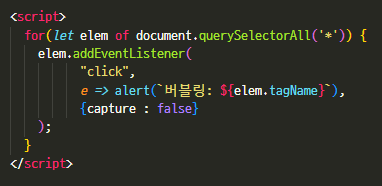 <script>
for(let elem of document.querySelectorAll('*')) {
elem.addEventListener(
"click",
e => alert(`버블링: ${elem.tagName}`),
{capture : false}
);
}
</script>